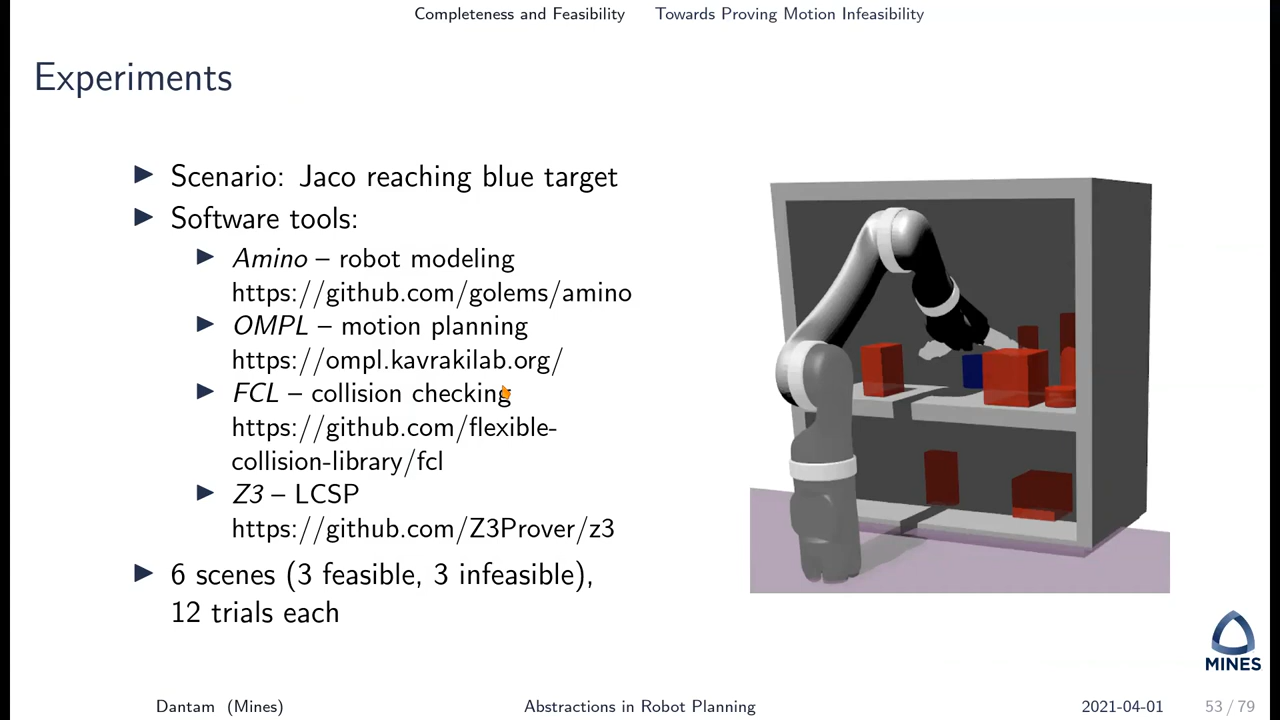 Completeness and Feasibility Towards Proving Motion Infeasibility
Experiments
Scenario: Jaco reaching blue target
Software tools:
Amino – robot modeling
https://github.com/golems/amino
OMPL – motion planning
https://ompl.kavrakilab.org/
FCL – collision checking
https://github.com/flexible-
collision-library/fcl
Z3 – LCSP
https://github.com/Z3Prover/z3
6 scenes (3 feasible, 3 infeasible),
12 trials each
MINES
Dantam (Mines) Abstractions in Robot Planning 2021-04-01 53 / 79